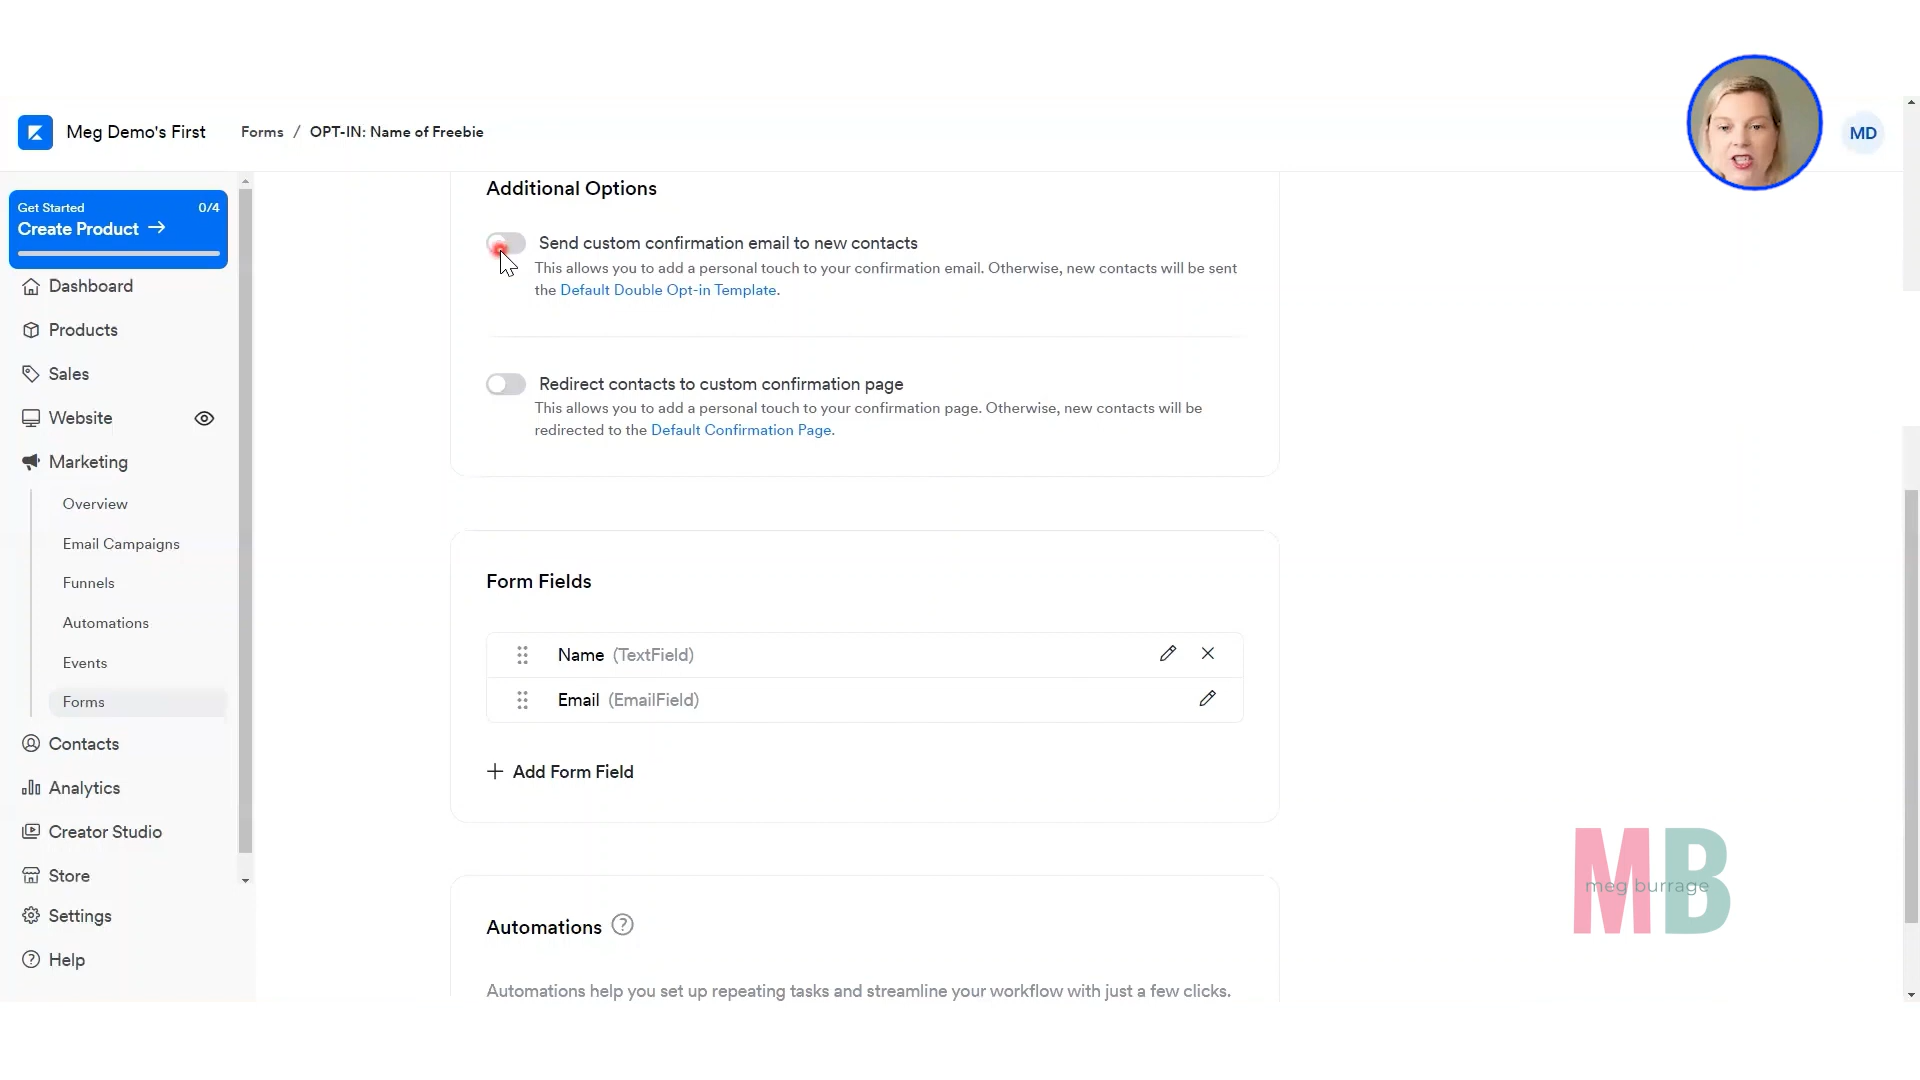 Meg Demo's First
Forms / OPT-IN: Name of Freebie
MD
Get Started 0/4
Create Product
Dashboard
Products
Sales
Website
Marketing
Overview
Email Campaigns
Funnels
Automations
Events
Forms
Contacts
Analytics
Creator Studio
Store
Settings
Help
Additional Options
Send custom confirmation email to new contacts
This allows you to add a personal touch to your confirmation email. Otherwise, new contacts will be sent
the Default Double Opt-in Template.
Redirect contacts to custom confirmation page
This allows you to add a personal touch to your confirmation page. Otherwise, new contacts will be
redirected to the Default Confirmation Page.
Form Fields
Name (TextField)
Email (EmailField)
+ Add Form Field
Automations ?
Automations help you set up repeating tasks and streamline your workflow with just a few clicks.
MB
meg burrage